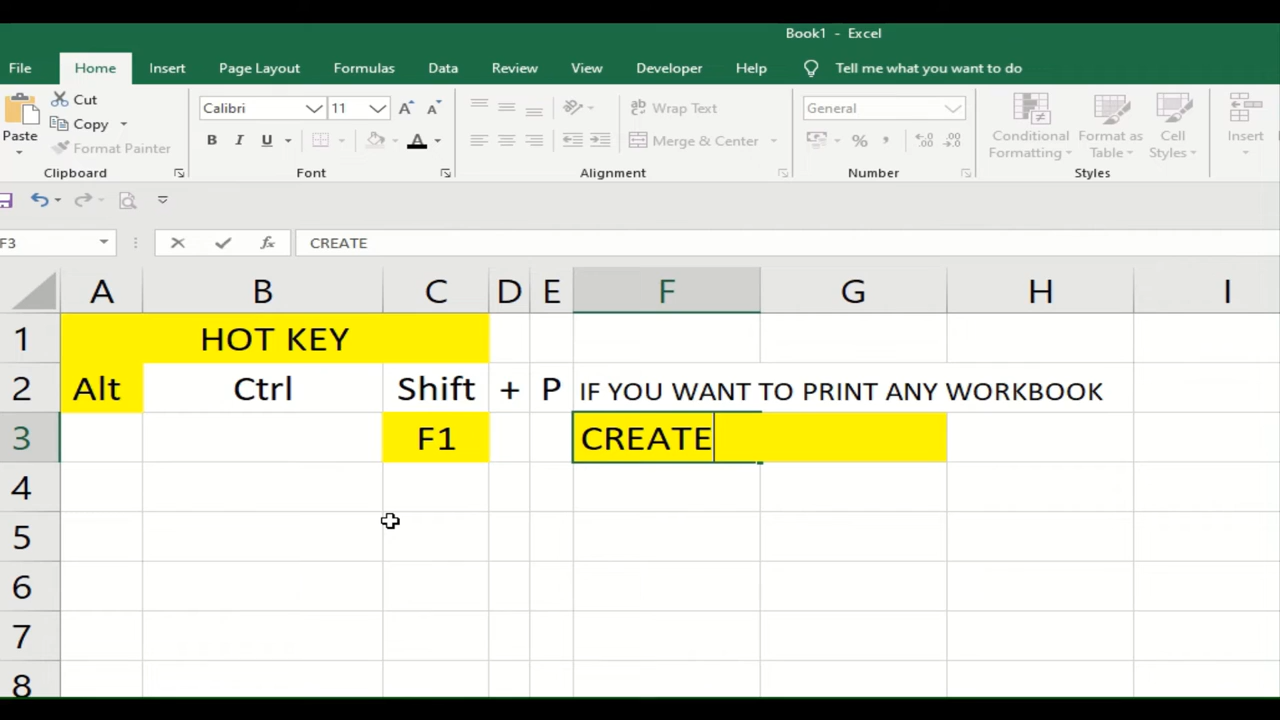 Book1 - Excel
File Home Insert Page Layout Formulas Data Review View Developer Help Tell me what you want to do
Paste
Cut
Copy
Format Painter
Clipboard
Calibri 11
B I U
Font
Wrap Text
Merge & Center
Alignment
General
%
Number
Conditional Formatting
Format as Table
Cell Styles
Styles
Insert
F3 fx CREATE
A B C D E F G H I
1 HOT KEY
2 Alt Ctrl Shift + P IF YOU WANT TO PRINT ANY WORKBOOK
3 F1 CREATE
4
5
6
7
8